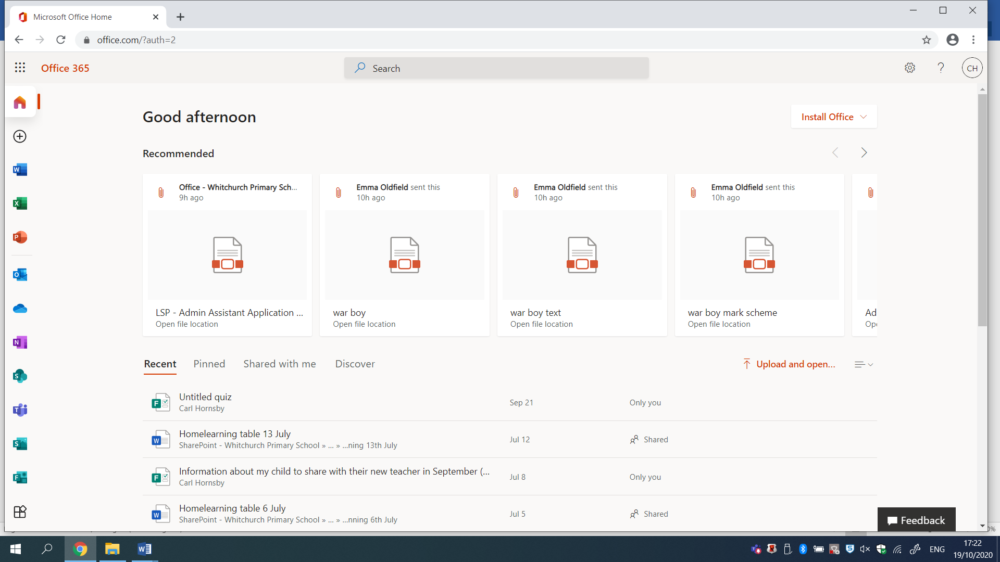 Microsoft Office Home
office.com/?auth=2
Office 365
Search
CH
Good afternoon
Install Office
Recommended
Office - Whitchurch Primary Sch...
9h ago
Emma Oldfield sent this
10h ago
Emma Oldfield sent this
10h ago
Emma Oldfield sent this
10h ago
LSP - Admin Assistant Application ...
Open file location
war boy
Open file location
war boy text
Open file location
war boy mark scheme
Open file location
Ad
Ope
Recent Pinned Shared with me Discover
Upload and open...
Untitled quiz
Carl Hornsby
Sep 21
Only you
Homelearning table 13 July
SharePoint - Whitchurch Primary School » ... » ...ning 13th July
Jul 12
Shared
Information about my child to share with their new teacher in September (...
Carl Hornsby
Jul 8
Only you
Homelearning table 6 July
SharePoint - Whitchurch Primary School » ... » ...nning 6th July
Jul 5
Shared
Feedback
0%
ENG
17:22
19/10/2020